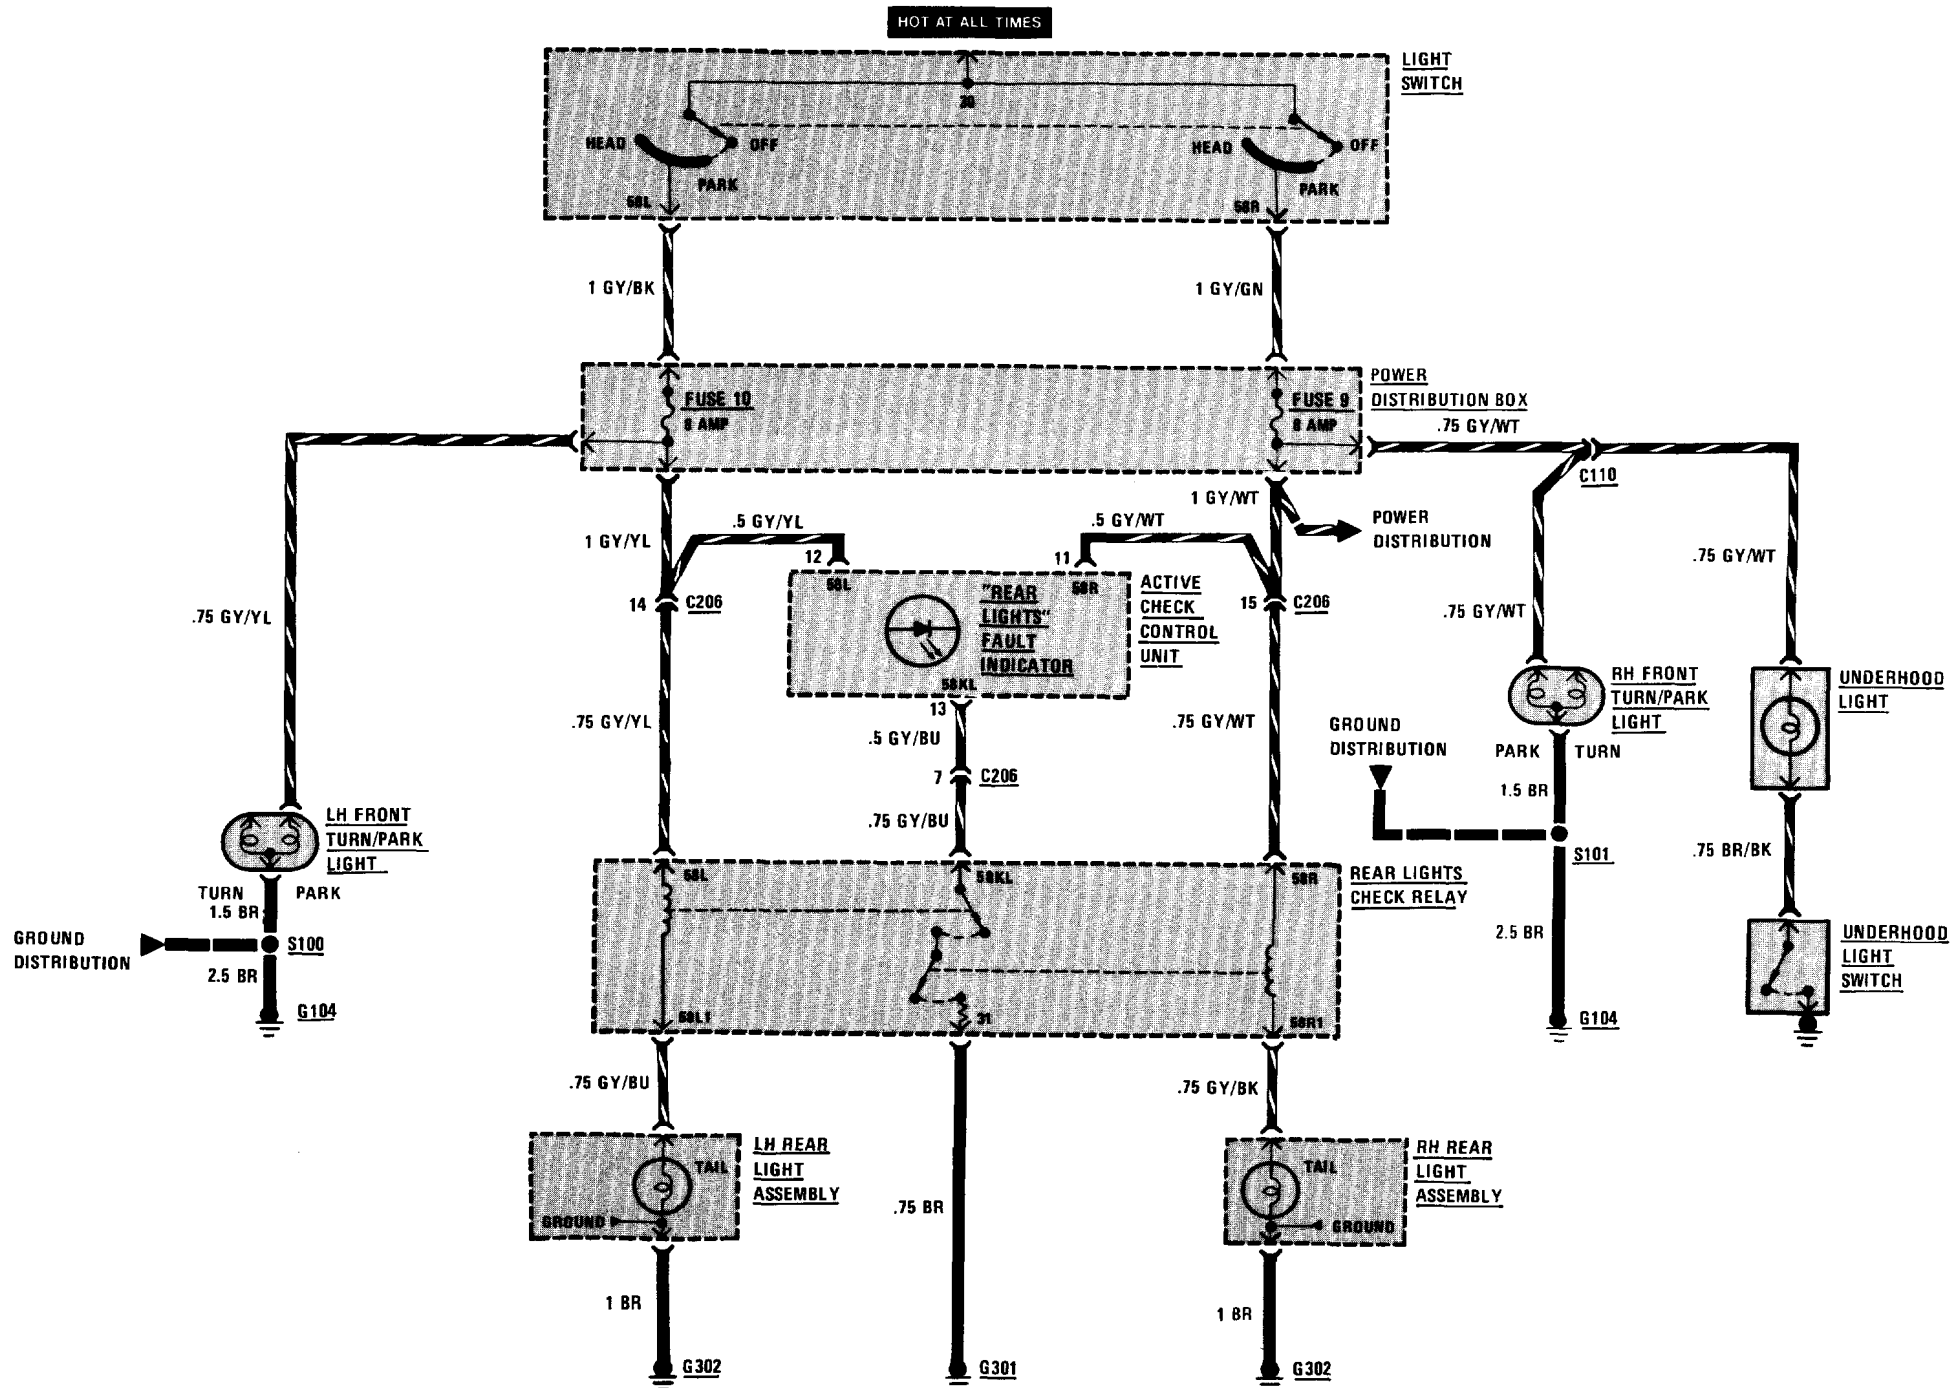 HOT AT ALL TIMES
LIGHT
SWITCH
30
HEAD
OFF
PARK
58L
HEAD
OFF
PARK
58R
1 GY/BK
1 GY/GN
FUSE 10
8 AMP
FUSE 9
8 AMP
POWER
DISTRIBUTION BOX
.75 GY/WT
C110
1 GY/WT
POWER
DISTRIBUTION
.5 GY/YL
.5 GY/WT
1 GY/YL
12
11
58L
58R
"REAR
LIGHTS"
FAULT
INDICATOR
58KL
ACTIVE
CHECK
CONTROL
UNIT
14
C206
15
C206
.75 GY/YL
.75 GY/WT
.75 GY/WT
RH FRONT
TURN/PARK
LIGHT
UNDERHOOD
LIGHT
13
.75 GY/YL
.5 GY/BU
.75 GY/WT
GROUND
DISTRIBUTION
PARK
TURN
7
C206
1.5 BR
.75 GY/BU
LH FRONT
TURN/PARK
LIGHT
S101
.75 BR/BK
TURN
PARK
1.5 BR
58L
58KL
58R
REAR LIGHTS
CHECK RELAY
GROUND
DISTRIBUTION
S100
2.5 BR
2.5 BR
UNDERHOOD
LIGHT
SWITCH
G104
58L1
31
58R1
G104
.75 GY/BU
.75 GY/BK
TAIL
GROUND
LH REAR
LIGHT
ASSEMBLY
TAIL
GROUND
RH REAR
LIGHT
ASSEMBLY
.75 BR
1 BR
1 BR
G302
G301
G302